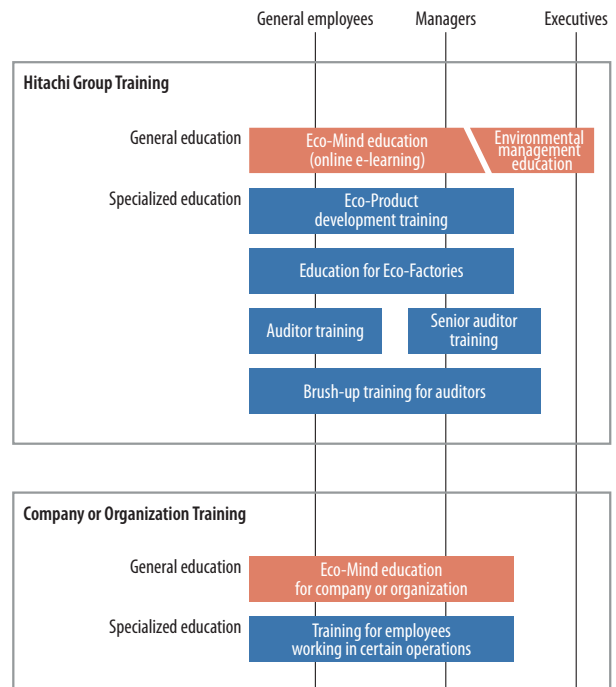 General employees Managers Executives
Hitachi Group Training
General education
Eco-Mind education
(online e-learning)
Environmental
management
education
Specialized education
Eco-Product
development training
Education for Eco-Factories
Auditor training
Senior auditor
training
Brush-up training for auditors
Company or Organization Training
General education
Eco-Mind education
for company or organization
Specialized education
Training for employees
working in certain operations